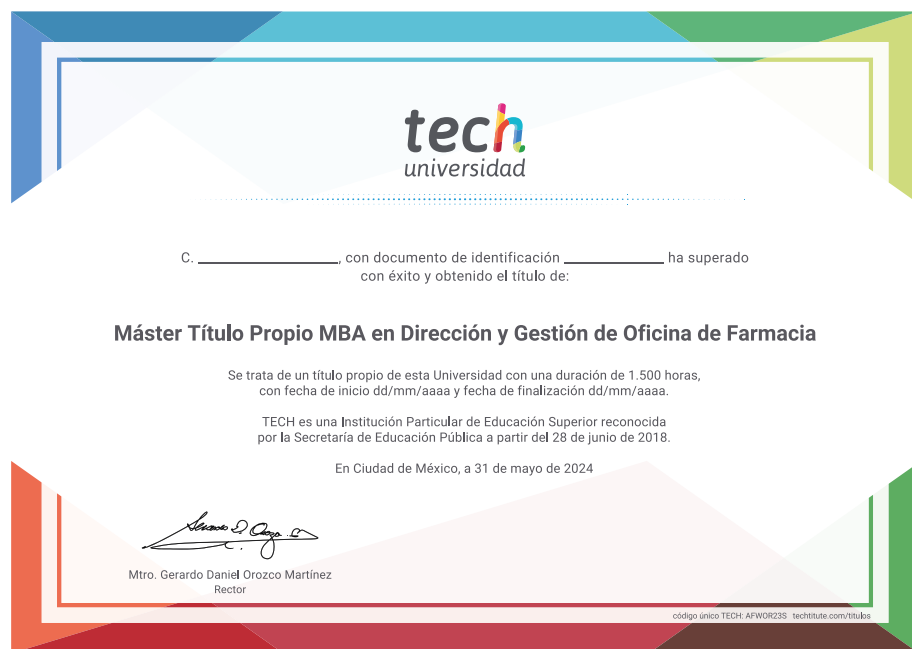 tech
universidad
C. ____________, con documento de identificación ____________ ha superado
con éxito y obtenido el título de:
Máster Título Propio MBA en Dirección y Gestión de Oficina de Farmacia
Se trata de un título propio de esta Universidad con una duración de 1.500 horas,
con fecha de inicio dd/mm/aaaa y fecha de finalización dd/mm/aaaa.
TECH es una Institución Particular de Educación Superior reconocida
por la Secretaría de Educación Pública a partir del 28 de junio de 2018.
En Ciudad de México, a 31 de mayo de 2024
Mtro. Gerardo Daniel Orozco Martínez
Rector
código único TECH: AFWOR23S techtitute.com/titulos